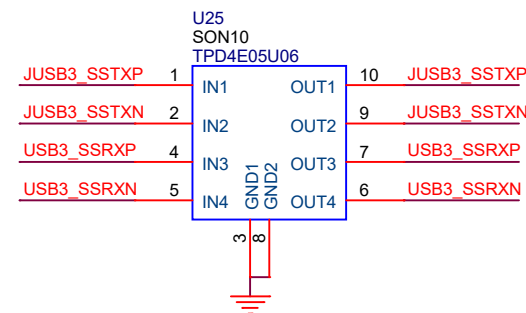 U25
SON10
TPD4E05U06
JUSB3_SSTXP 1 IN1 OUT1 10 JUSB3_SSTXP
JUSB3_SSTXN 2 IN2 OUT2 9 JUSB3_SSTXN
USB3_SSRXP 4 IN3 OUT3 7 USB3_SSRXP
USB3_SSRXN 5 IN4 OUT4 6 USB3_SSRXN
GND1
GND2
3
8